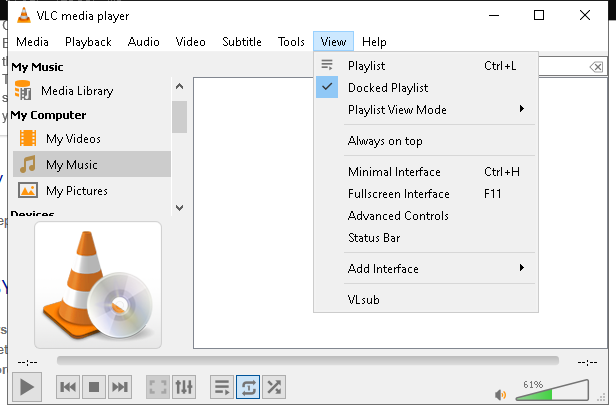 VLC media player
Media Playback Audio Video Subtitle Tools View Help
My Music
Media Library
My Computer
My Videos
My Music
My Pictures
Devices
Playlist Ctrl+L
Docked Playlist
Playlist View Mode
Always on top
Minimal Interface Ctrl+H
Fullscreen Interface F11
Advanced Controls
Status Bar
Add Interface
VLsub
--:-- --:--
61%